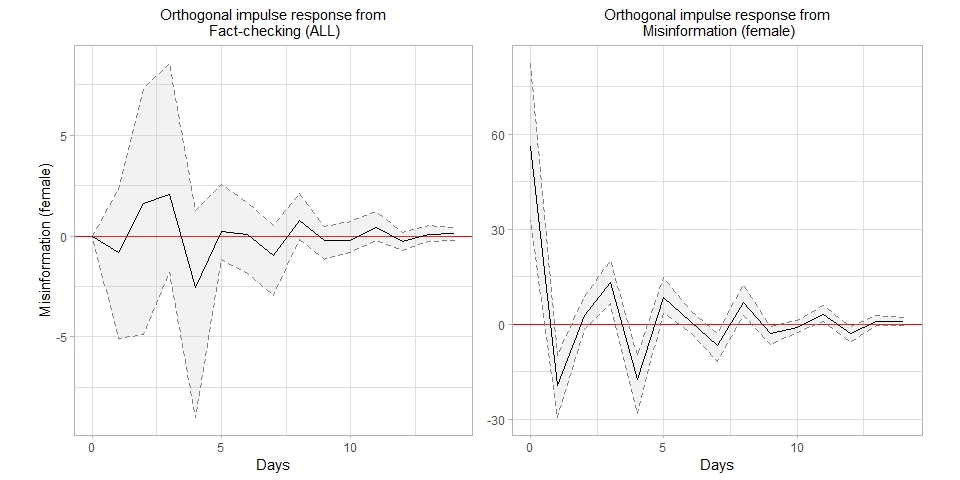 Orthogonal impulse response from
Fact-checking (ALL)
Misinformation (female)
5
0
-5
0
5
10
Days
Orthogonal impulse response from
Misinformation (female)
60
30
0
-30
0
5
10
Days